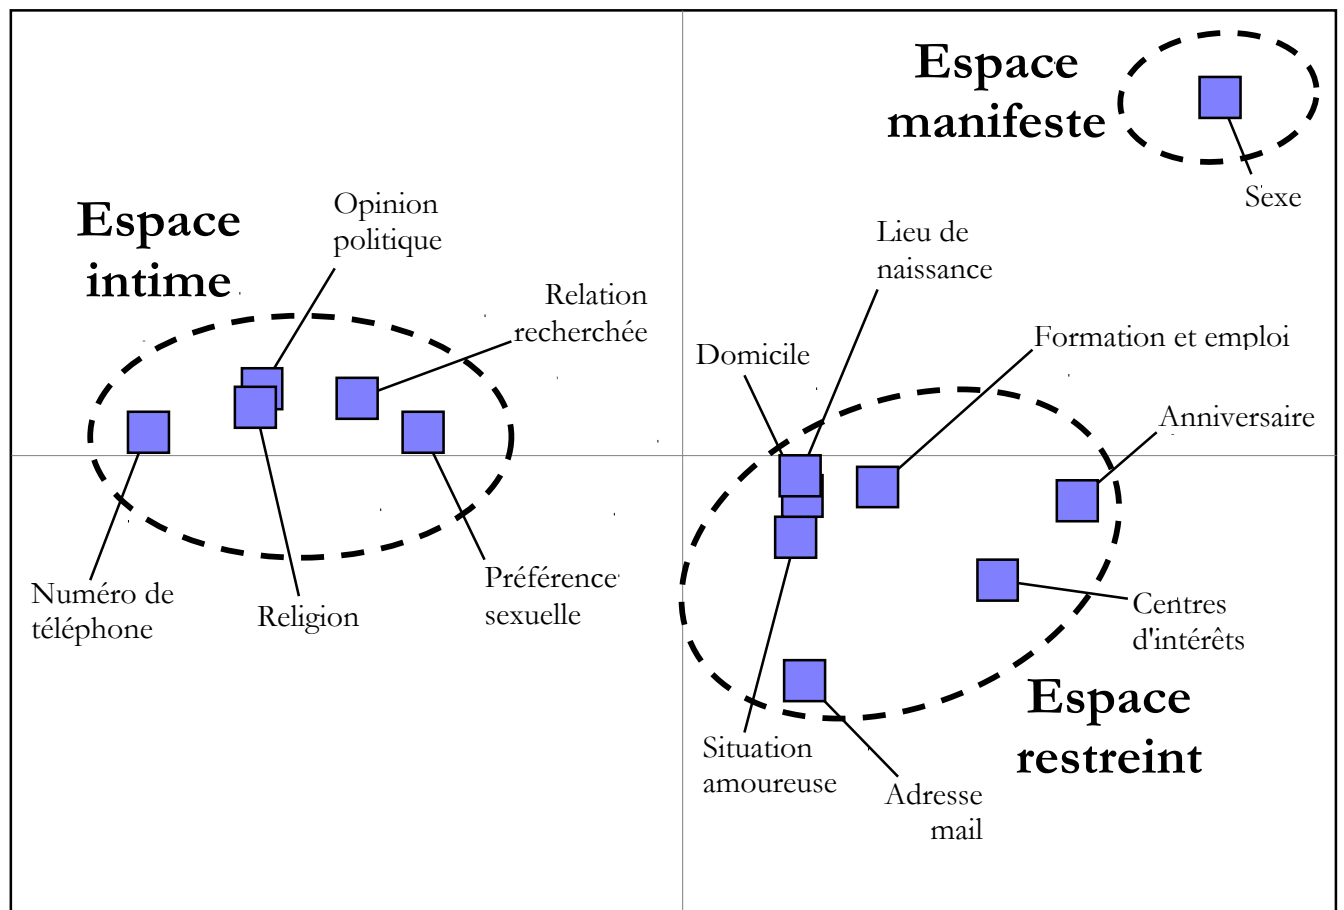 Espace
manifeste
Sexe
Espace
intime
Opinion
politique
Relation
recherchée
Lieu de
naissance
Domicile
Formation et emploi
Anniversaire
Numéro de
téléphone
Religion
Préférence
sexuelle
Centres
d'intérêts
Espace
restreint
Situation
amoureuse
Adresse
mail